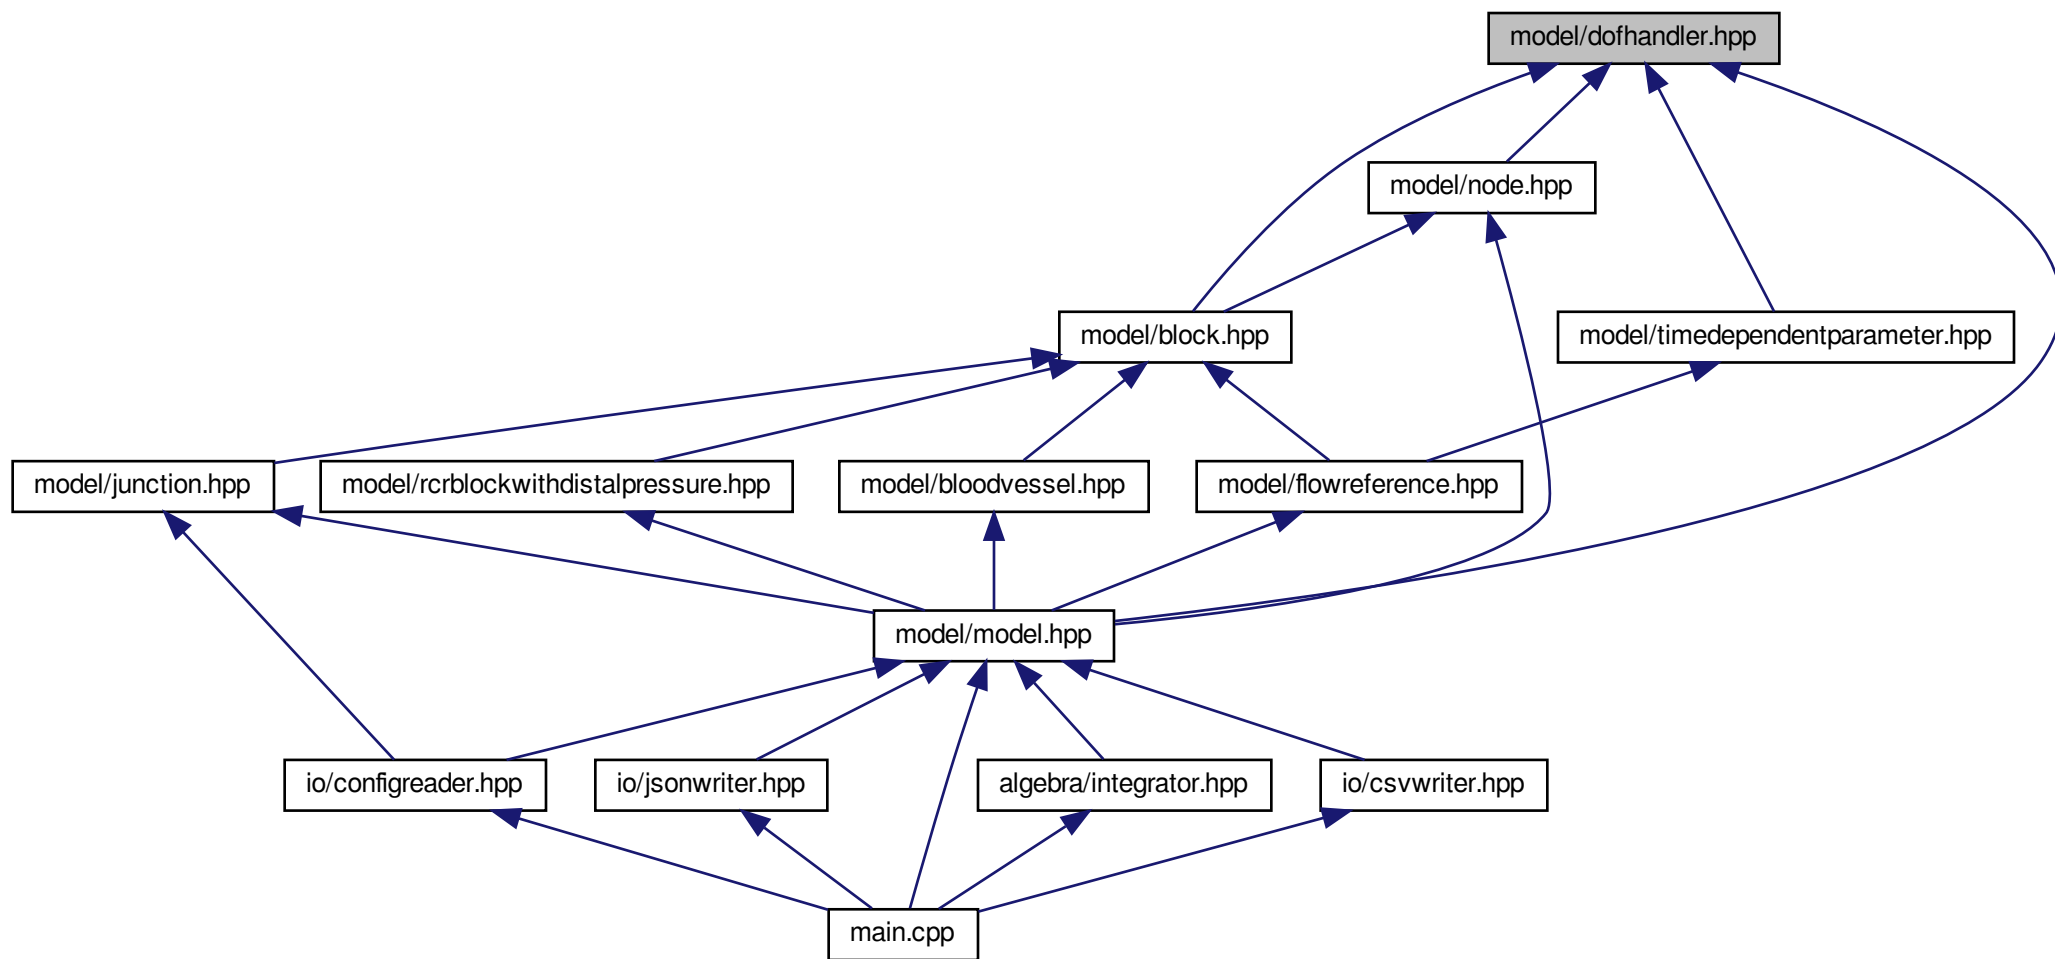 model/dofhandler.hpp
model/node.hpp
model/block.hpp
model/timedependentparameter.hpp
model/junction.hpp
model/rcrblockwithdistalpressure.hpp
model/bloodvessel.hpp
model/flowreference.hpp
model/model.hpp
io/configreader.hpp
io/jsonwriter.hpp
algebra/integrator.hpp
io/csvwriter.hpp
main.cpp